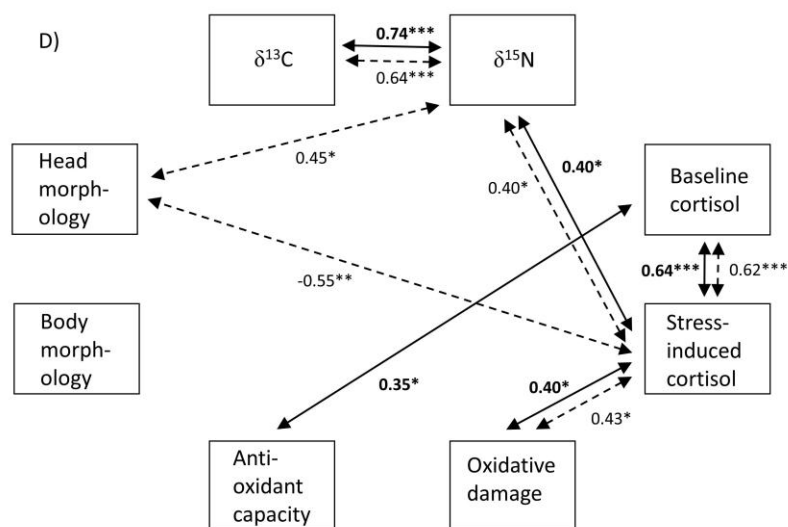 D)
δ13C
0.74***
0.64***
δ15N
Head
morph-
ology
0.45*
0.40*
0.40*
Baseline
cortisol
-0.55**
0.64***
0.62***
Body
morph-
ology
Stress-
induced
cortisol
0.35*
0.40*
0.43*
Anti-
oxidant
capacity
Oxidative
damage